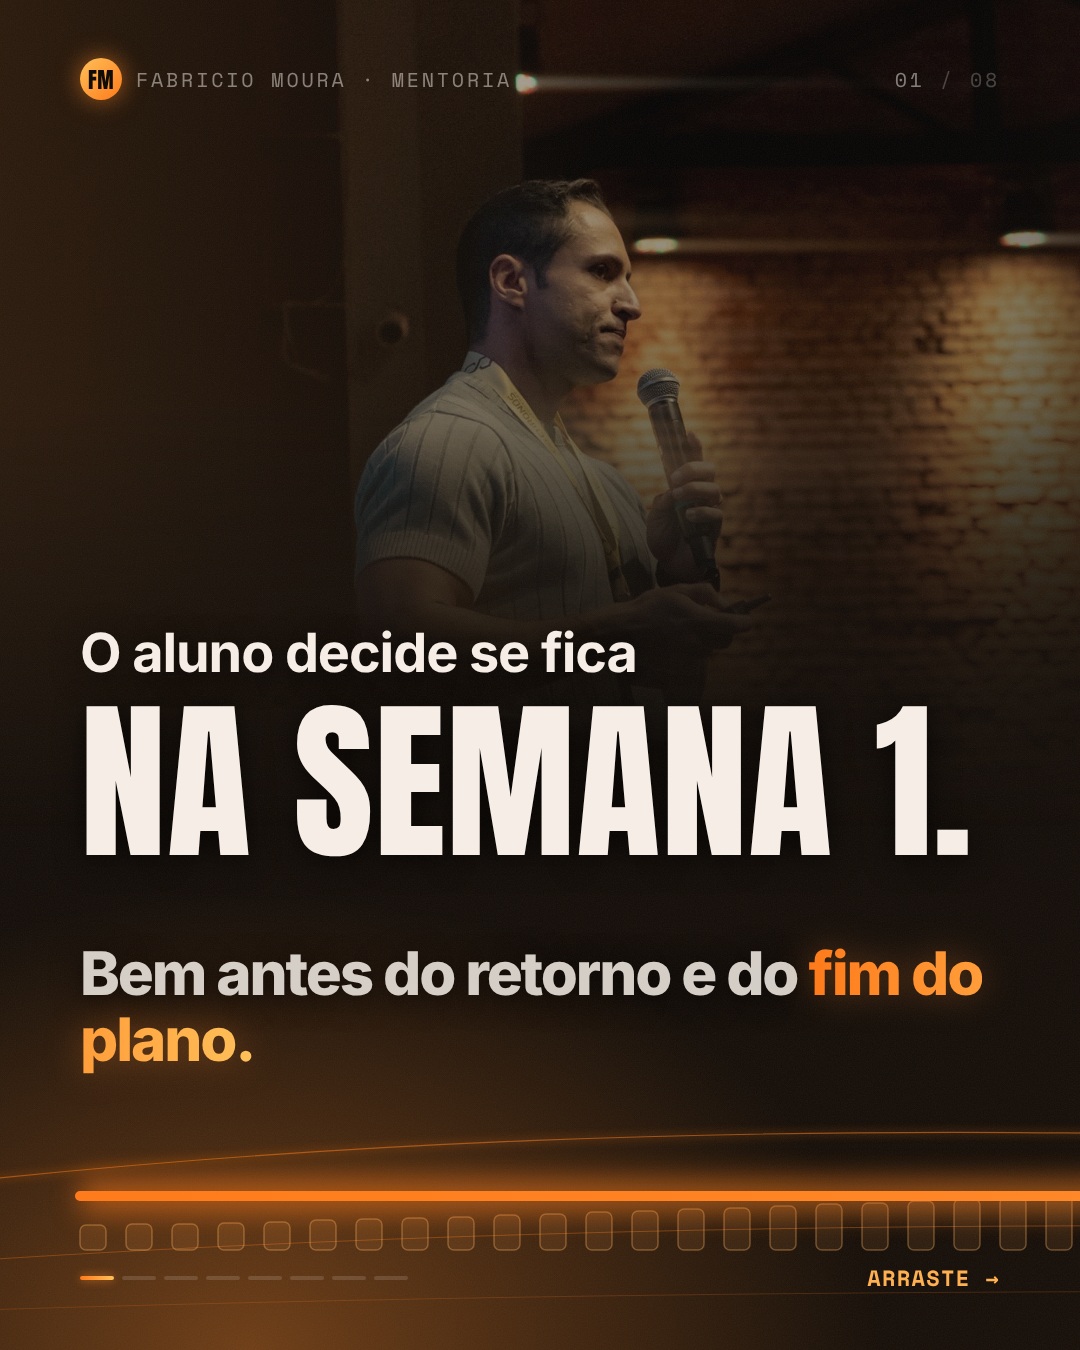 FM FABRICIO MOURA · MENTORIA
01 / 08
O aluno decide se fica
NA SEMANA 1.
Bem antes do retorno e do fim do
plano.
ARRASTE →